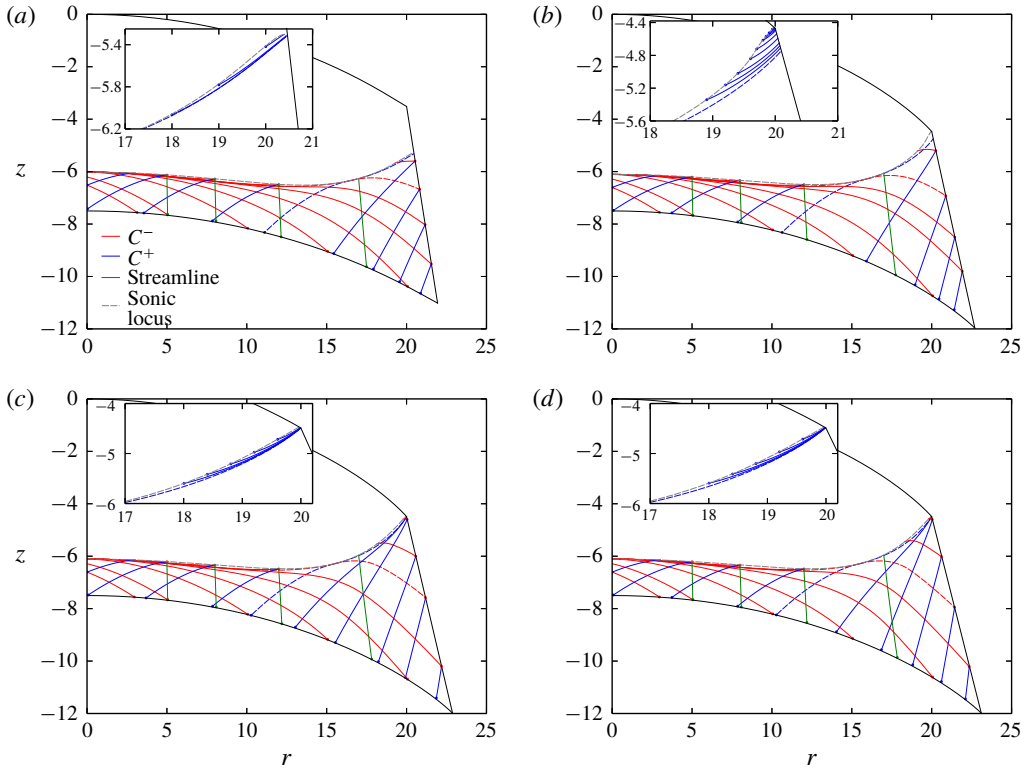 (a)
0
−2
−4
−6
−8
−10
−12
z
0 5 10 15 20 25
−5.4
−5.8
−6.2
17 18 19 20 21
C−
C+
Streamline
Sonic
locus
(b)
0
−2
−4
−6
−8
−10
−12
0 5 10 15 20 25
−4.4
−4.8
−5.2
−5.6
18 19 20 21
(c)
0
−2
−4
−6
−8
−10
−12
z
0 5 10 15 20 25
r
−4
−5
−6
17 18 19 20
(d)
0
−2
−4
−6
−8
−10
−12
0 5 10 15 20 25
r
−4
−5
−6
17 18 19 20